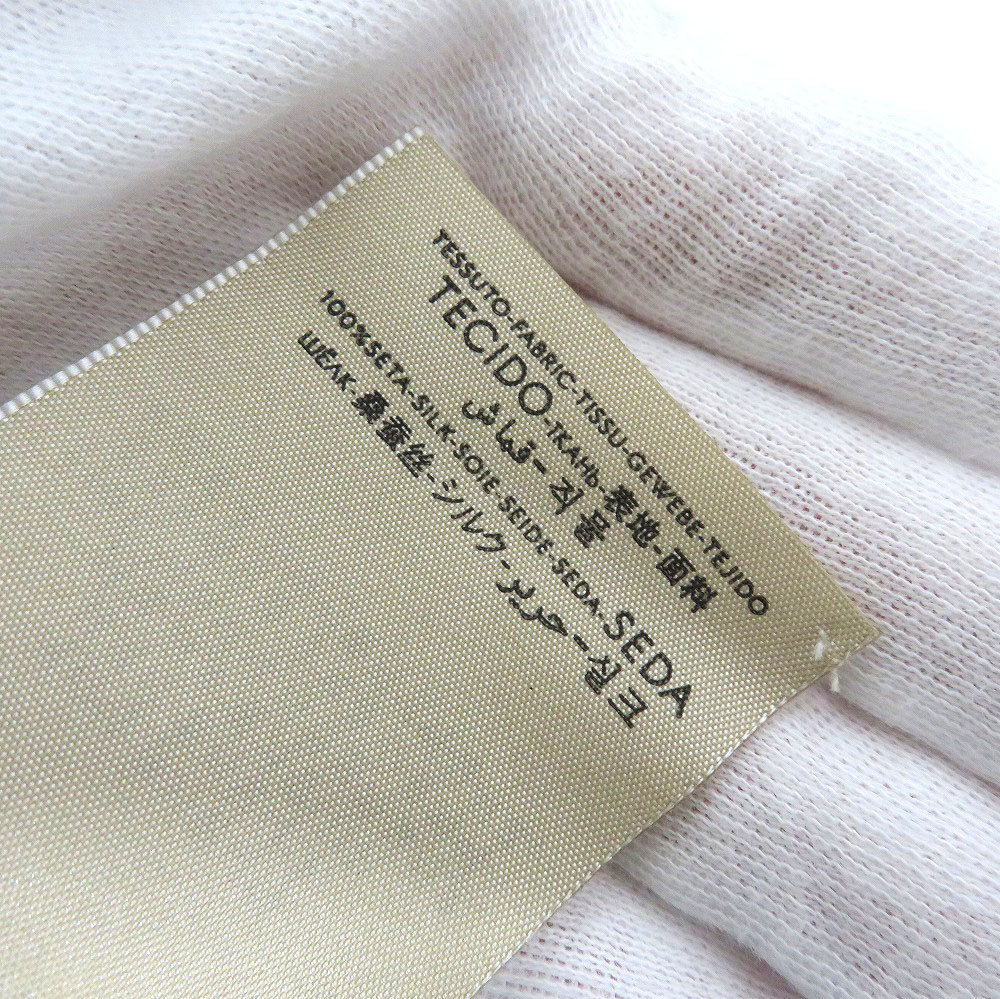 TESSUTO-FABRIC-TISSU-GEWEBE-TEJIDO
TECIDO-ТКАНЬ-表地-面料
قماش - 직물
100%SETA-SILK-SOIE-SEIDE-SEDA-SEDA
ШЕЛК-桑蚕丝-シルク-حرير-실크